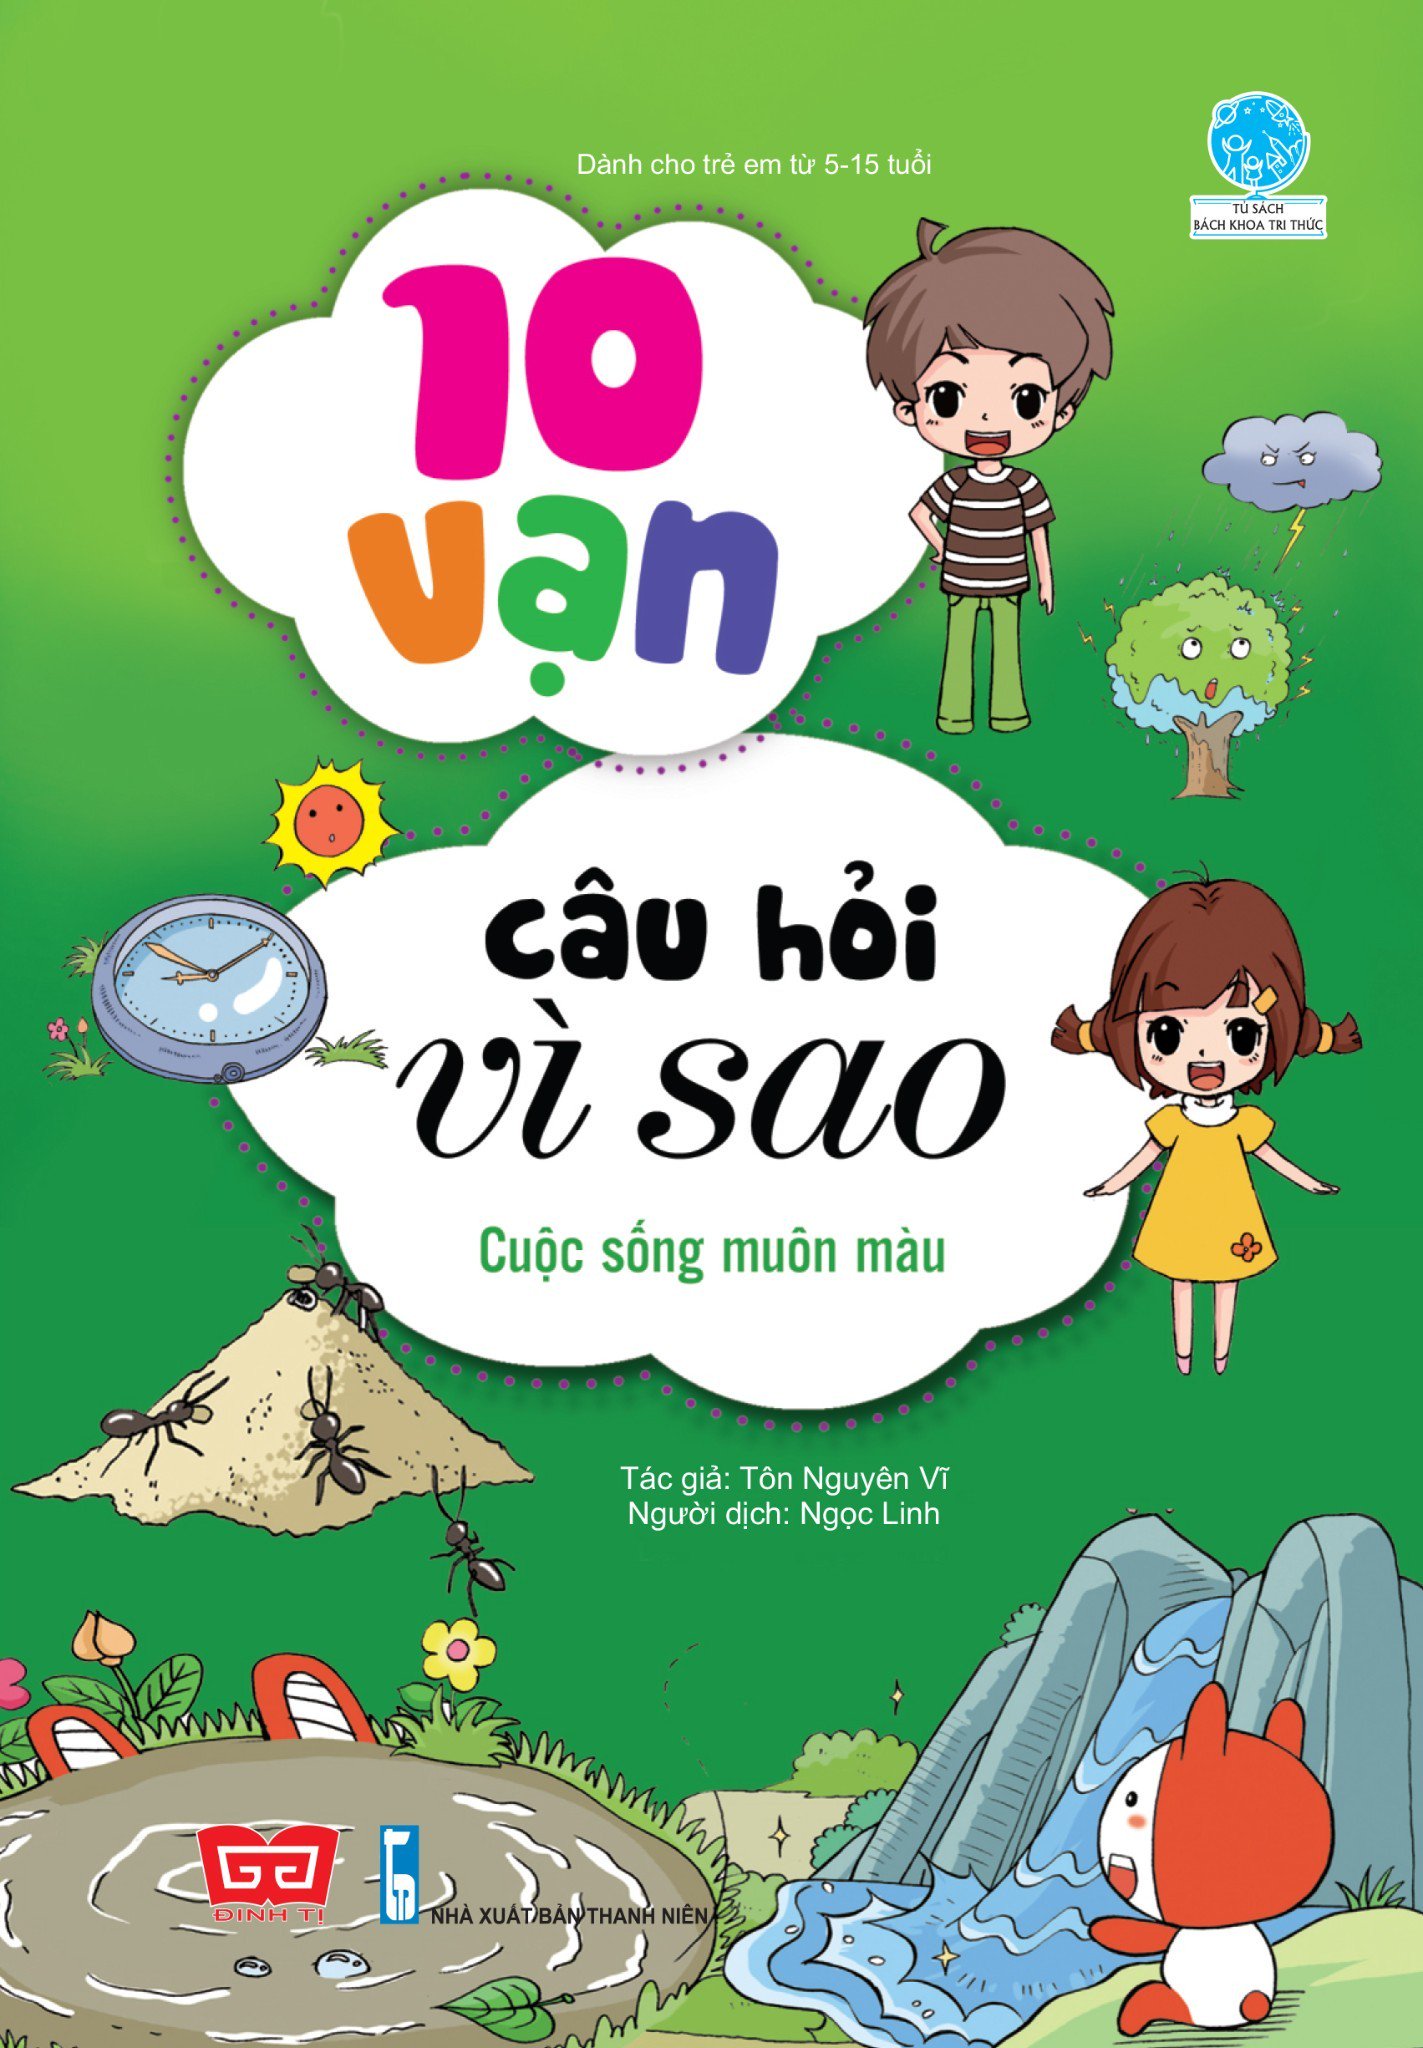 Dành cho trẻ em từ 5-15 tuổi
TỦ SÁCH
BÁCH KHOA TRI THỨC
10
vạn
câu hỏi
vì sao
Cuộc sống muôn màu
Tác giả: Tôn Nguyên Vĩ
Người dịch: Ngọc Linh
ĐINH TỊ
NHÀ XUẤT BẢN THANH NIÊN